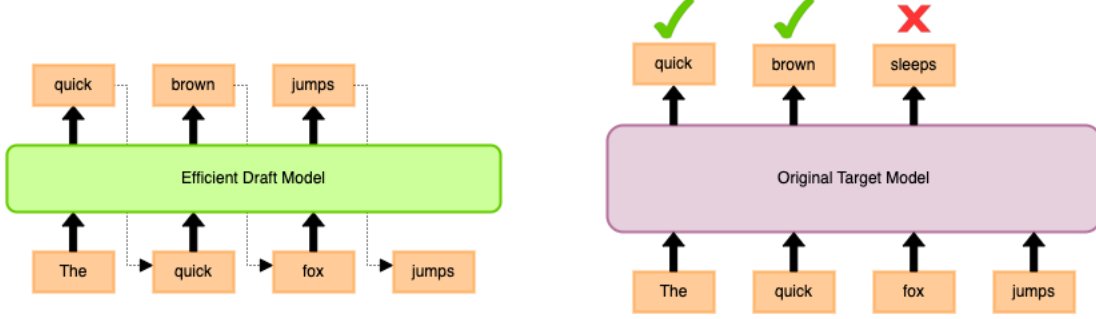 quick brown jumps
Efficient Draft Model
The quick fox jumps
quick brown sleeps
Original Target Model
The quick fox jumps